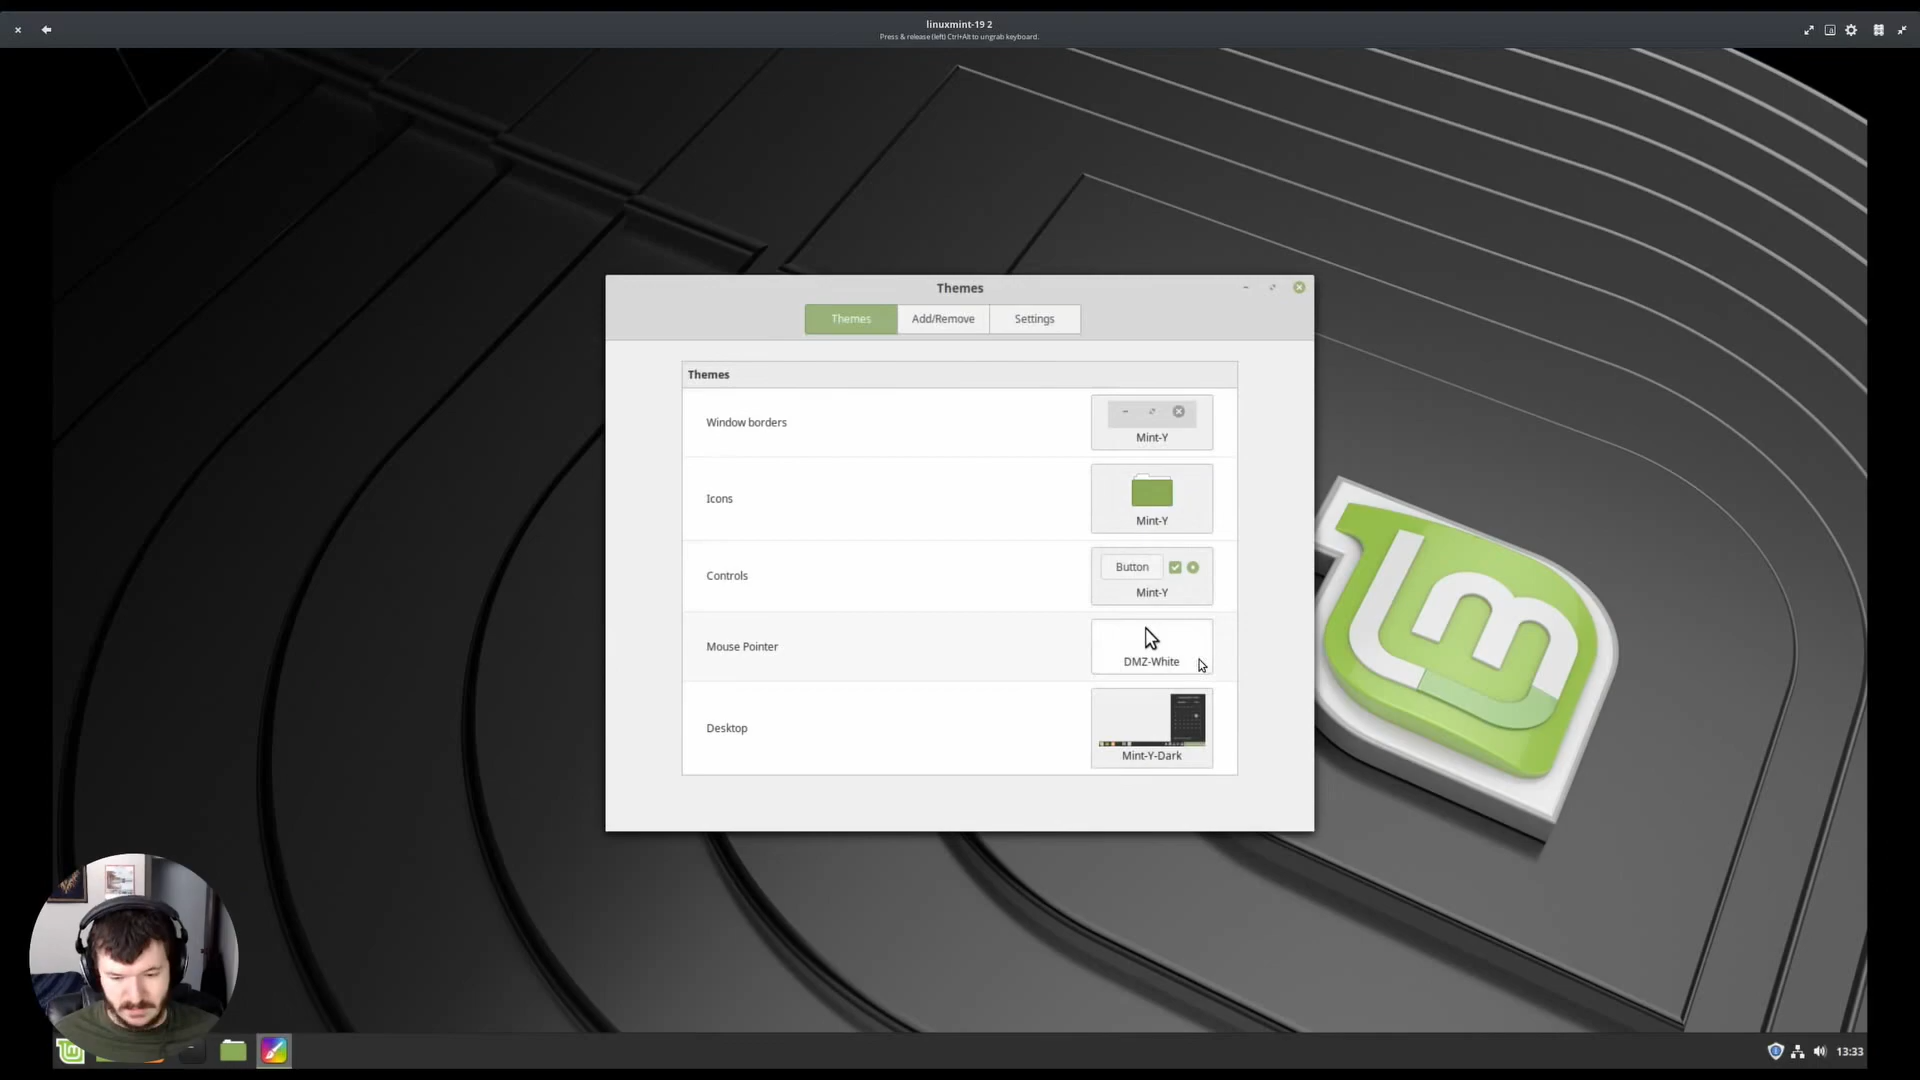 linuxmint-19 2
Press & release (left) Ctrl+Alt to ungrab keyboard.
Themes
Themes
Add/Remove
Settings
Themes
Window borders
Mint-Y
Icons
Mint-Y
Controls
Button
Mint-Y
Mouse Pointer
DMZ-White
Desktop
Mint-Y-Dark
13:33